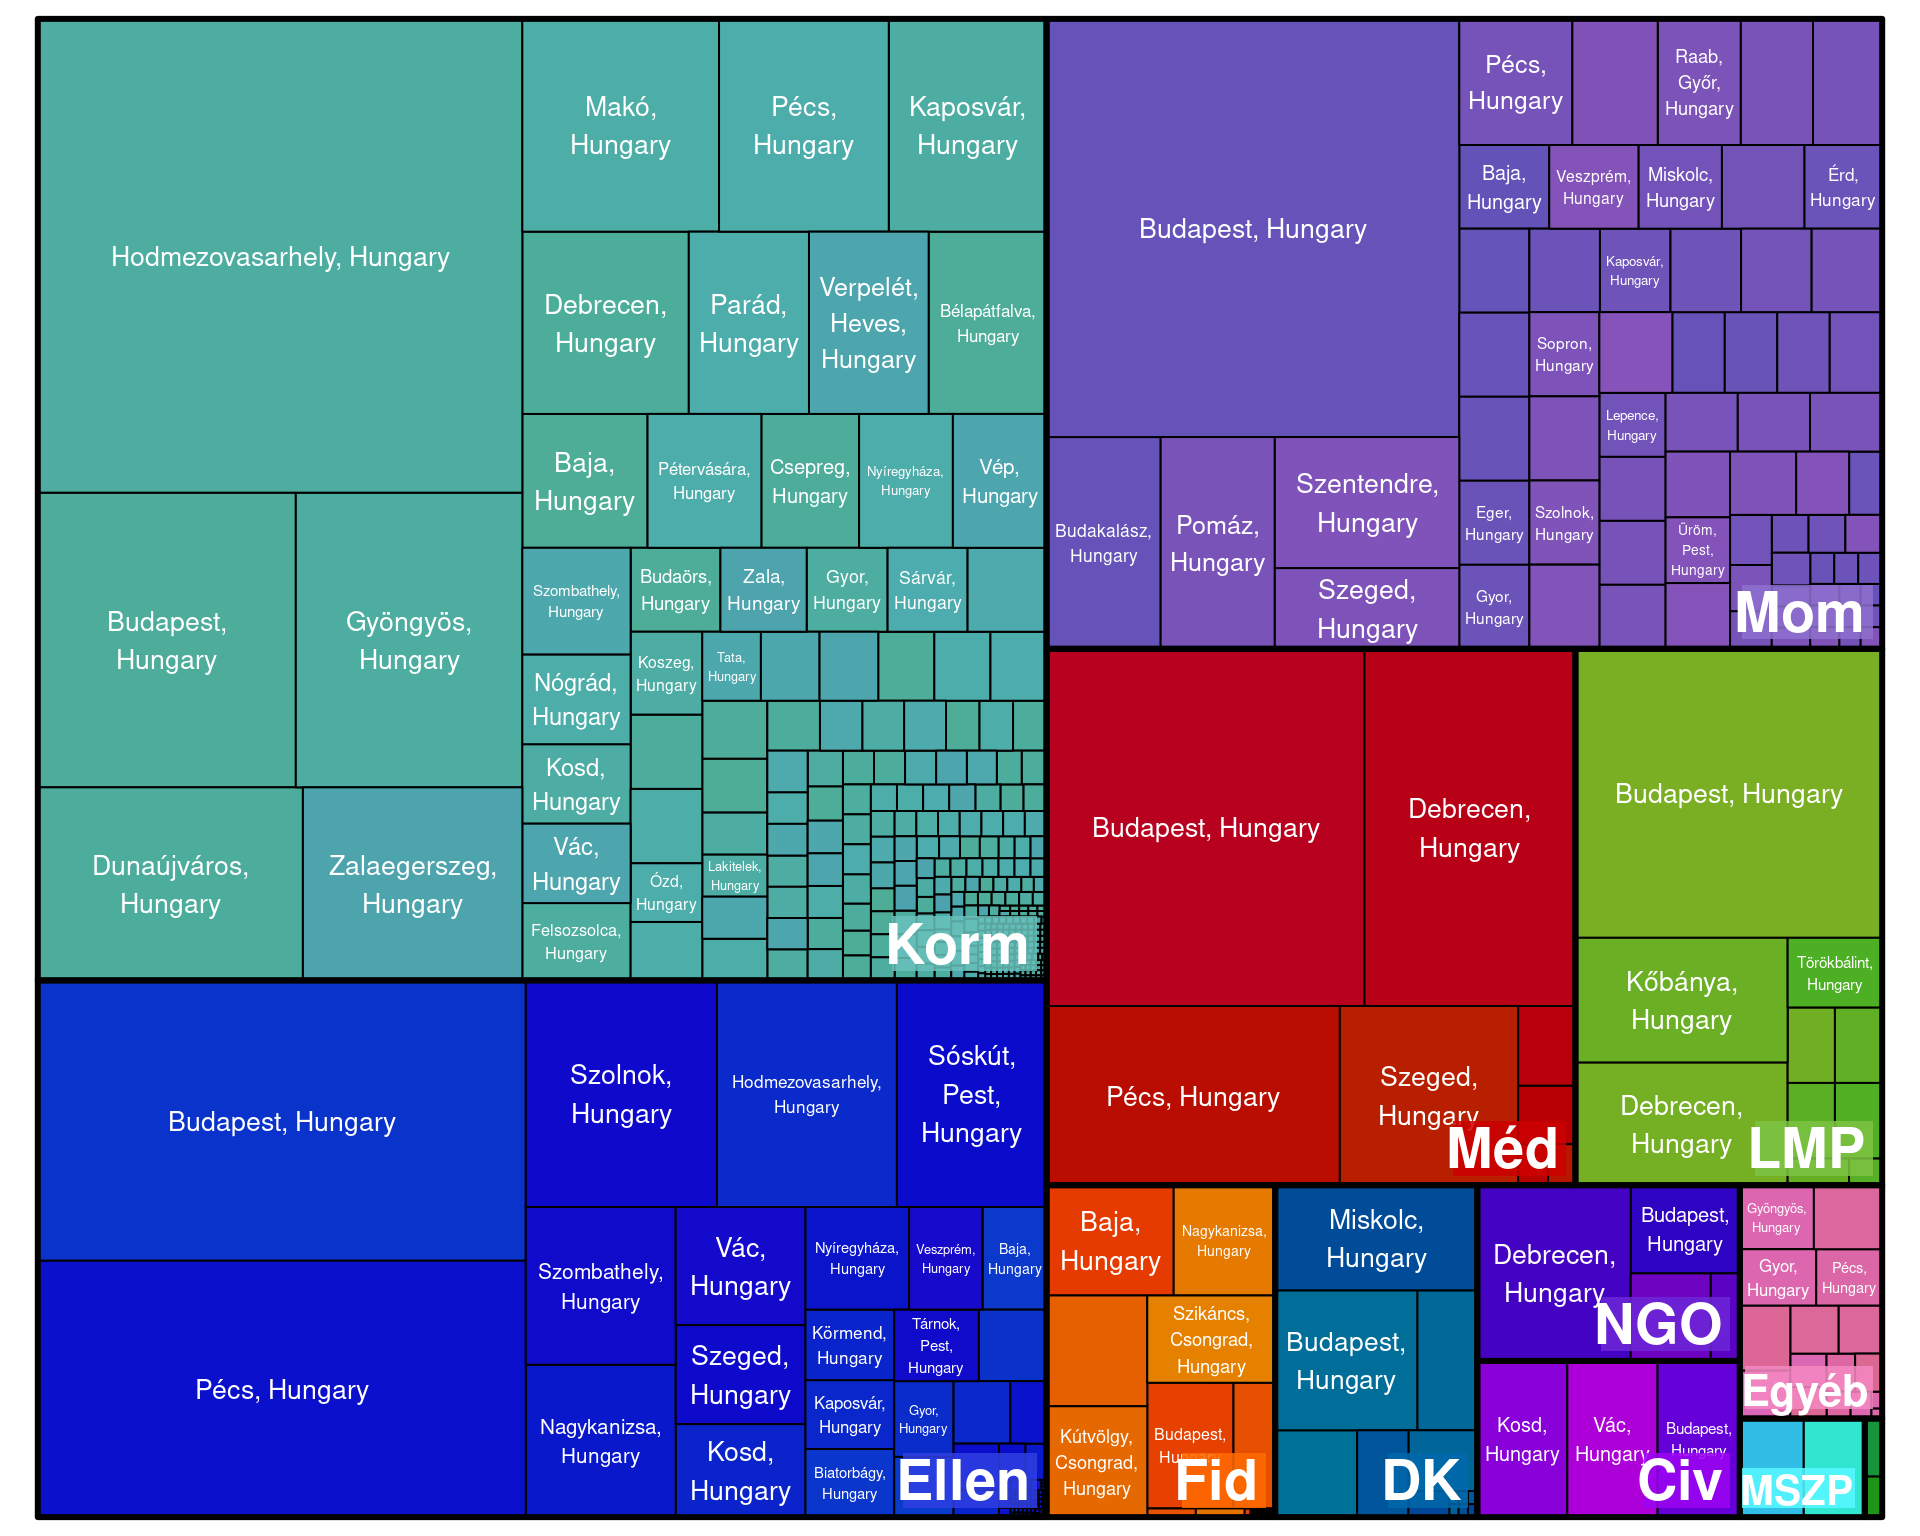 Hodmezovasarhely, Hungary
Budapest,
Hungary
Gyöngyös,
Hungary
Dunaújváros,
Hungary
Zalaegerszeg,
Hungary
Makó,
Hungary
Pécs,
Hungary
Kaposvár,
Hungary
Debrecen,
Hungary
Parád,
Hungary
Verpelét,
Heves,
Hungary
Bélapátfalva,
Hungary
Baja,
Hungary
Pétervására,
Hungary
Csepreg,
Hungary
Nyíregyháza,
Hungary
Vép,
Hungary
Szombathely,
Hungary
Budaörs,
Hungary
Zala,
Hungary
Gyor,
Hungary
Sárvár,
Hungary
Nógrád,
Hungary
Koszeg,
Hungary
Tata,
Hungary
Kosd,
Hungary
Vác,
Hungary
Ózd,
Hungary
Lakitelek,
Hungary
Felsozsolca,
Hungary
Korm
Budapest, Hungary
Pécs,
Hungary
Raab,
Győr,
Hungary
Baja,
Hungary
Veszprém,
Hungary
Miskolc,
Hungary
Érd,
Hungary
Kaposvár,
Hungary
Sopron,
Hungary
Lepence,
Hungary
Budakalász,
Hungary
Pomáz,
Hungary
Szentendre,
Hungary
Szeged,
Hungary
Eger,
Hungary
Szolnok,
Hungary
Üröm,
Pest,
Hungary
Gyor,
Hungary
Mom
Budapest, Hungary
Pécs, Hungary
Szolnok,
Hungary
Hodmezovasarhely,
Hungary
Sóskút,
Pest,
Hungary
Szombathely,
Hungary
Nagykanizsa,
Hungary
Vác,
Hungary
Szeged,
Hungary
Kosd,
Hungary
Nyíregyháza,
Hungary
Veszprém,
Hungary
Baja,
Hungary
Körmend,
Hungary
Tárnok,
Pest,
Hungary
Kaposvár,
Hungary
Gyor,
Hungary
Biatorbágy,
Hungary
Ellen
Budapest, Hungary
Debrecen,
Hungary
Pécs, Hungary
Szeged,
Hungary
Méd
Budapest, Hungary
Kőbánya,
Hungary
Törökbálint,
Hungary
Debrecen,
Hungary
LMP
Baja,
Hungary
Nagykanizsa,
Hungary
Szikáncs,
Csongrad,
Hungary
Kútvölgy,
Csongrad,
Hungary
Budapest,
Hungary
Fid
Miskolc,
Hungary
Budapest,
Hungary
DK
Debrecen,
Hungary
Budapest,
Hungary
NGO
Kosd,
Hungary
Vác,
Hungary
Budapest,
Hungary
Civ
Gyöngyös,
Hungary
Gyor,
Hungary
Pécs,
Hungary
Egyéb
MSZP